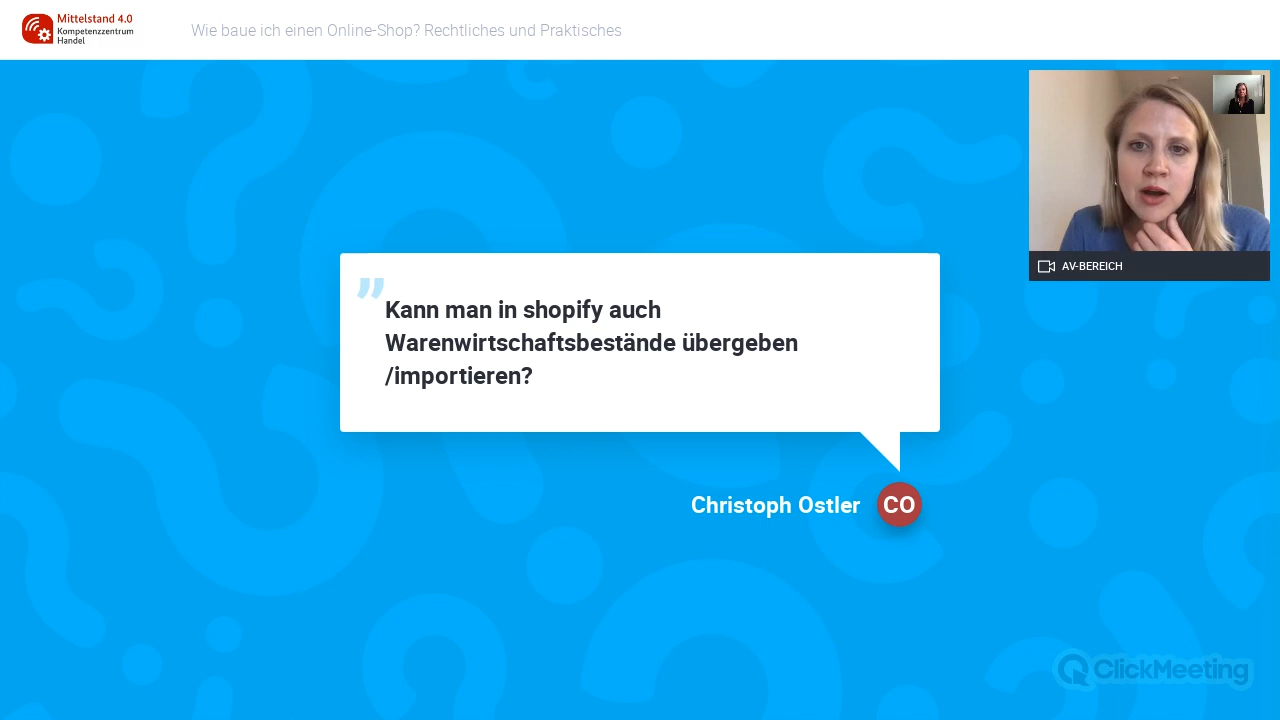 Mittelstand 4.0
Kompetenzzentrum
Handel
Wie baue ich einen Online-Shop? Rechtliches und Praktisches
AV-BEREICH
” Kann man in shopify auch
Warenwirtschaftsbestände übergeben
/importieren?
Christoph Ostler CO
ClickMeeting